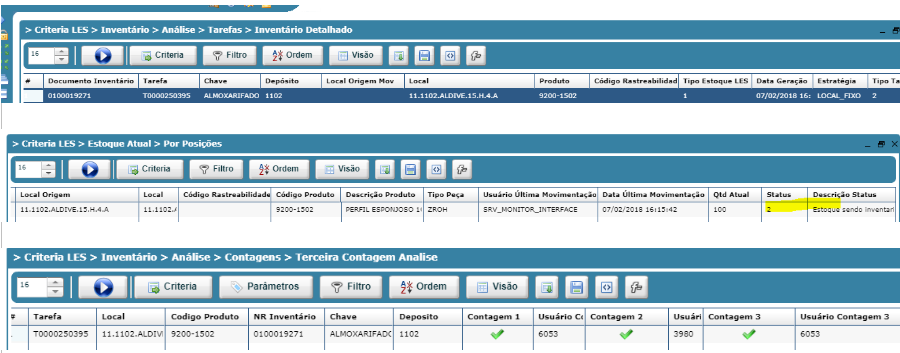 > Criteria LES > Inventário > Análise > Tarefas > Inventário Detalhado
16 Criteria Filtro Ordem Visão
# Documento Inventário Tarefa Chave Depósito Local Origem Mov Local Produto Código Rastreabilidad Tipo Estoque LES Data Geração Estratégia Tipo Ta
0100019271 T0000250395 ALMOXARIFADO 1102 11.1102.ALDIVE.15.H.4.A 9200-1502 1 07/02/2018 16: LOCAL_FIXO 2
> Criteria LES > Estoque Atual > Por Posições
16 Criteria Filtro Ordem Visão
Local Origem Local Código Rastreabilidade Código Produto Descrição Produto Tipo Peça Usuário Última Movimentação Data Última Movimentação Qtd Atual Status Descrição Status
11.1102.ALDIVE.15.H.4.A 11.1102.A 9200-1502 PERFIL ESPONJOSO 1 ZROH SRV_MONITOR_INTERFACE 07/02/2018 16:15:42 100 2 Estoque sendo inventari
> Criteria LES > Inventário > Análise > Contagens > Terceira Contagem Analise
16 Criteria Parâmetros Filtro Ordem Visão
# Tarefa Local Codigo Produto NR Inventário Chave Deposito Contagem 1 Usuário Co Contagem 2 Usuári Contagem 3 Usuário Contagem 3
T0000250395 11.1102.ALDIVI 9200-1502 0100019271 ALMOXARIFADO 1102 6053 3980 6053